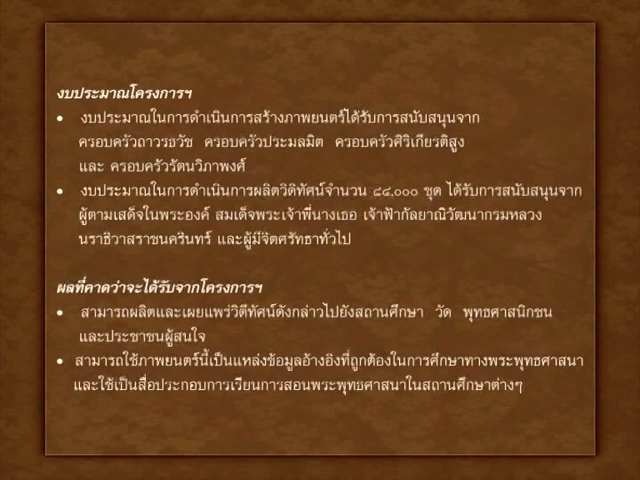 งบประมาณโครงการฯ
• งบประมาณในการดำเนินการสร้างภาพยนตร์ได้รับการสนับสนุนจาก
ครอบครัวถาวรธวัช ครอบครัวประมลมิต ครอบครัวศิริเกียรติสูง
และ ครอบครัวรัตนวิภาพงศ์
• งบประมาณในการดำเนินการผลิตวิดิทัศน์จำนวน ๘๔,๐๐๐ ชุด ได้รับการสนับสนุนจาก
ผู้ตามเสด็จในพระองค์ สมเด็จพระเจ้าพี่นางเธอ เจ้าฟ้ากัลยาณิวัฒนากรมหลวง
นราธิวาสราชนครินทร์ และผู้มีจิตศรัทธาทั่วไป
ผลที่คาดว่าจะได้รับจากโครงการฯ
• สามารถผลิตและเผยแพร่วิดีทัศน์ดังกล่าวไปยังสถานศึกษา วัด พุทธศาสนิกชน
และประชาชนผู้สนใจ
• สามารถใช้ภาพยนตร์นี้เป็นแหล่งข้อมูลอ้างอิงที่ถูกต้องในการศึกษาทางพระพุทธศาสนา
และใช้เป็นสื่อประกอบการเรียนการสอนพระพุทธศาสนาในสถานศึกษาต่างๆ